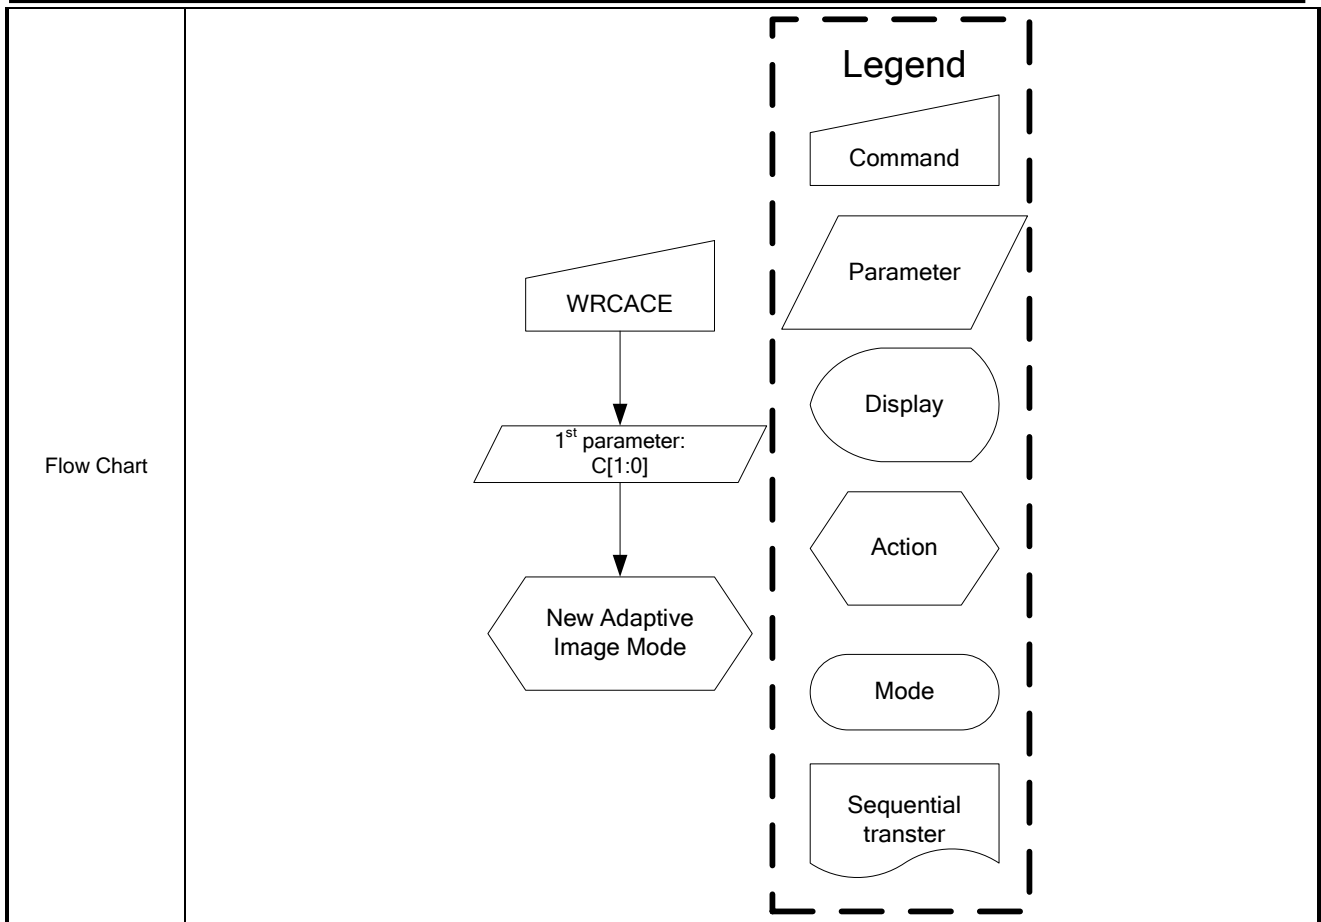 Flow Chart
WRCACE
1st parameter:
C[1:0]
New Adaptive
Image Mode
Legend
Command
Parameter
Display
Action
Mode
Sequential
transter